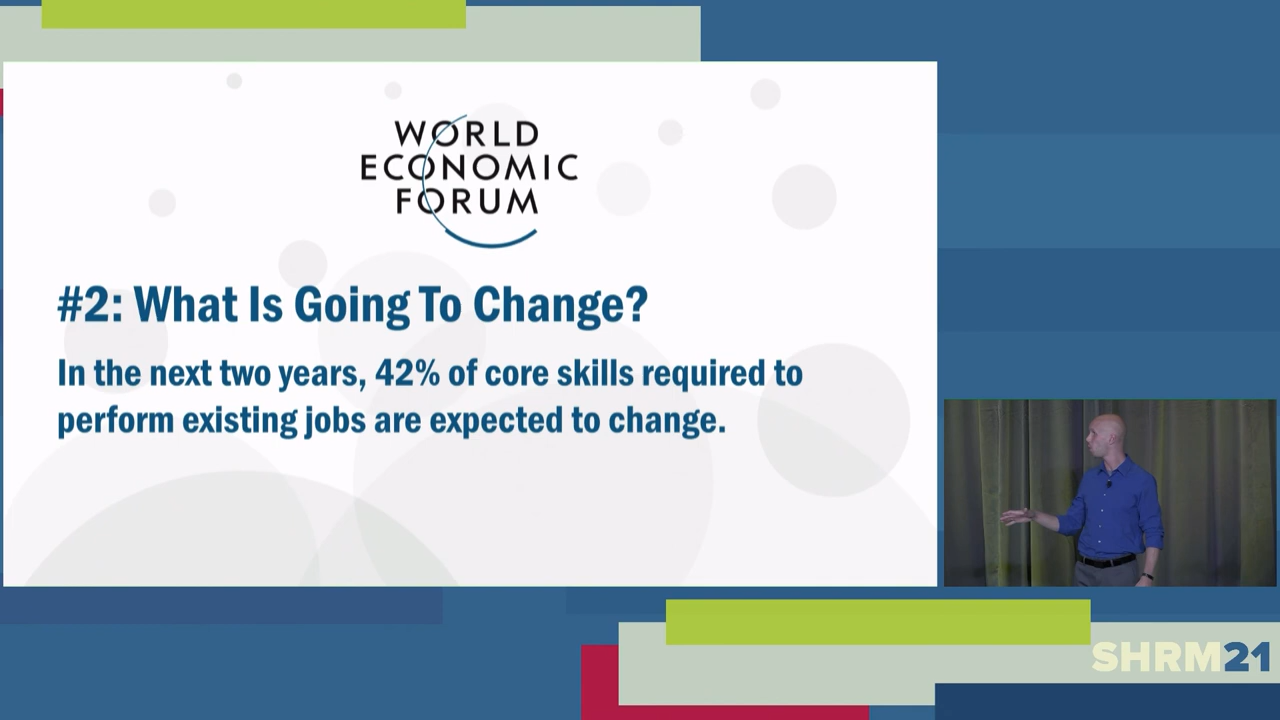 WORLD
ECONOMIC
FORUM
#2: What Is Going To Change?
In the next two years, 42% of core skills required to
perform existing jobs are expected to change.
SHRM21